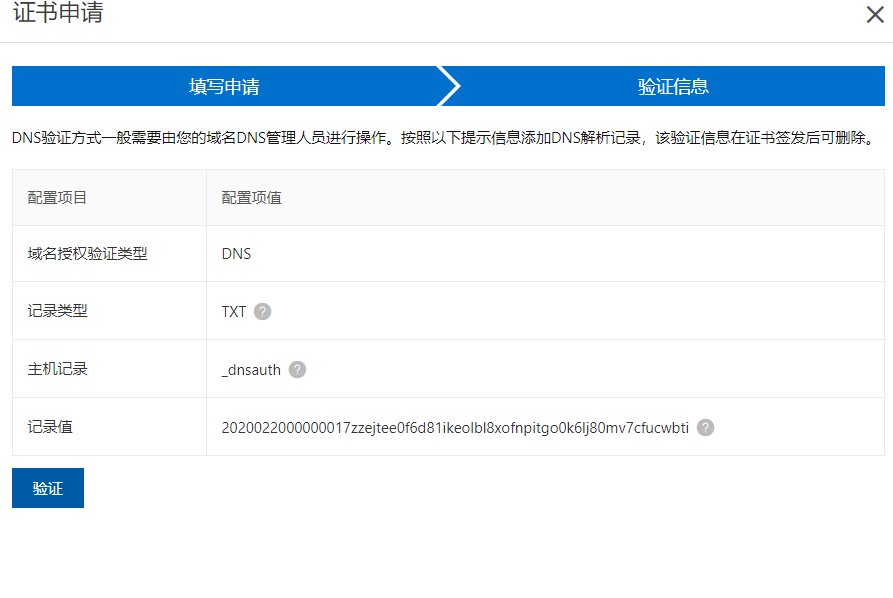 证书申请
填写申请
验证信息
DNS验证方式一般需要由您的域名DNS管理人员进行操作。按照以下提示信息添加DNS解析记录，该验证信息在证书签发后可删除。
配置项目 配置项值
域名授权验证类型 DNS
记录类型 TXT ?
主机记录 _dnsauth ?
记录值 2020022000000017zzejtee0f6d81ikeolbl8xofnpitgo0k6lj80mv7cfucwbti ?
验证